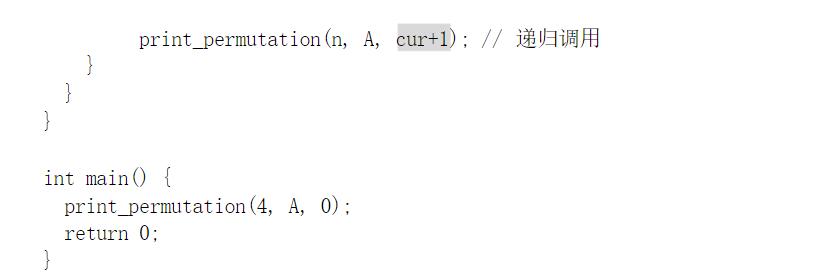 print_permutation(n, A, cur+1); // 递归调用
}
}
}
int main() {
print_permutation(4, A, 0);
return 0;
}